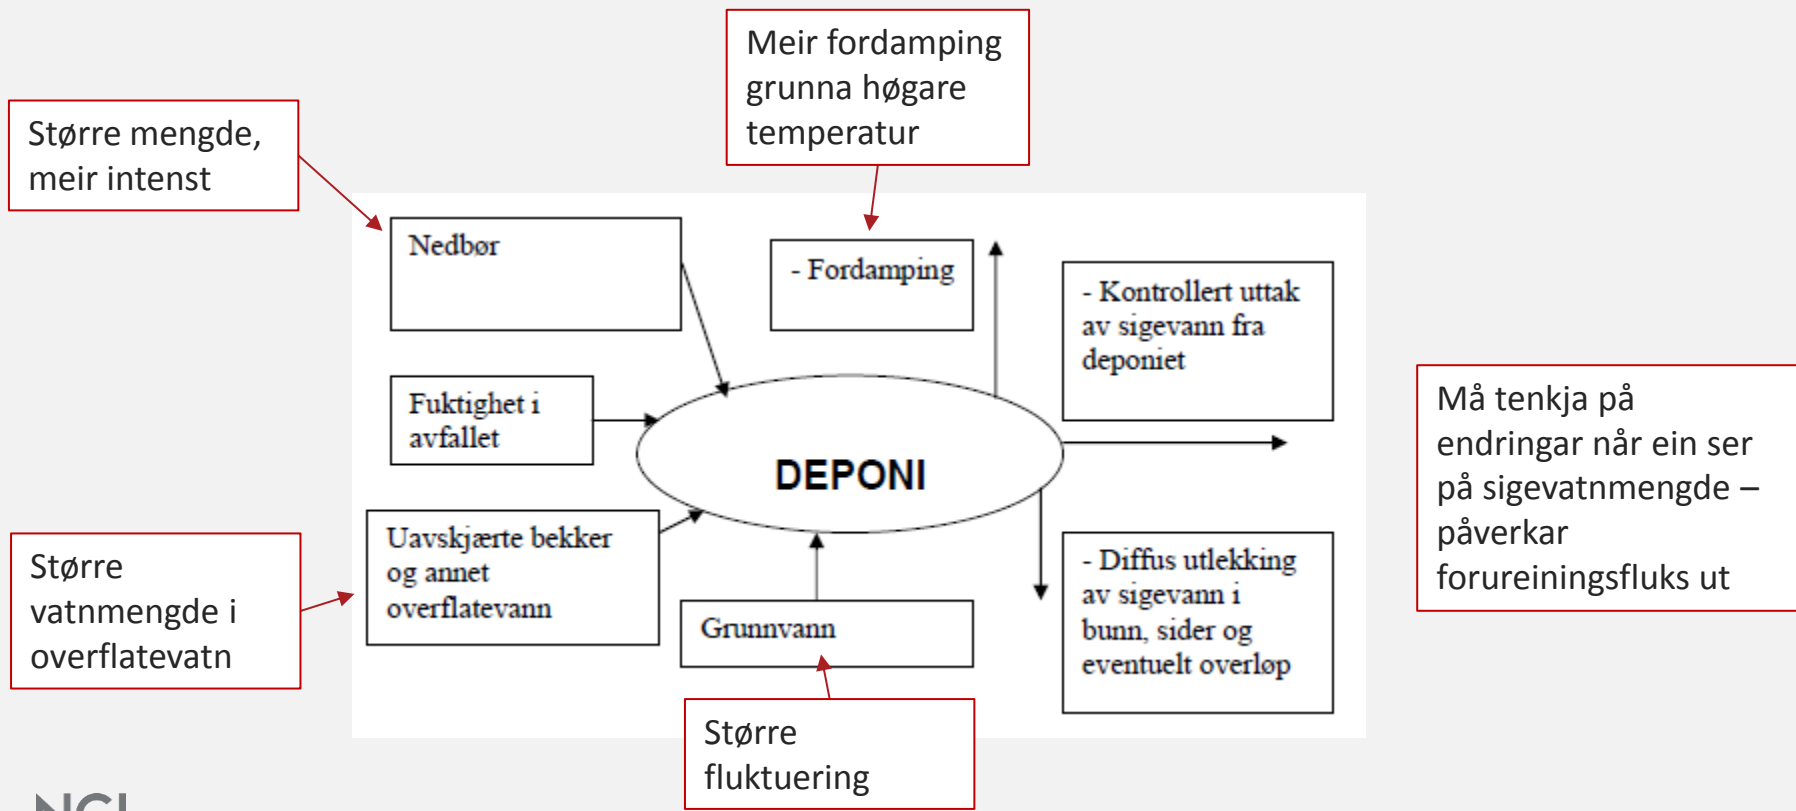 Meir fordamping
grunna høgare
temperatur
Større mengde,
meir intenst
Nedbør
- Fordamping
- Kontrollert uttak
av sigevann fra
deponiet
Fuktighet i
avfallet
DEPONI
Må tenkja på
endringar når ein ser
på sigevatnmengde –
påverkar
forureiningsfluks ut
Uavskjærte bekker
og annet
overflatevann
Større
vatnmengde i
overflatevatn
Grunnvann
- Diffus utlekking
av sigevann i
bunn, sider og
eventuelt overløp
Større
fluktuering
NGI